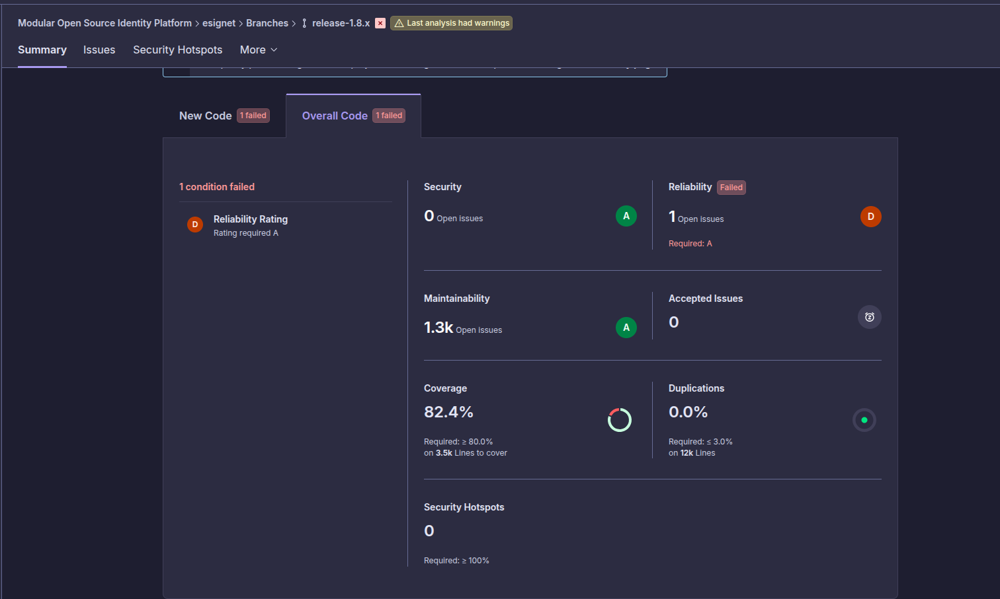 Modular Open Source Identity Platform > esignet > Branches > release-1.8.x Last analysis had warnings
Summary Issues Security Hotspots More
New Code 1 failed Overall Code 1 failed
1 condition failed
D Reliability Rating
Rating required A
Security
0 Open issues A
Reliability Failed
1 Open issues D
Required: A
Maintainability
1.3k Open issues A
Accepted Issues
0
Coverage
82.4%
Required: ≥ 80.0%
on 3.5k Lines to cover
Duplications
0.0%
Required: ≤ 3.0%
on 12k Lines
Security Hotspots
0
Required: ≥ 100%